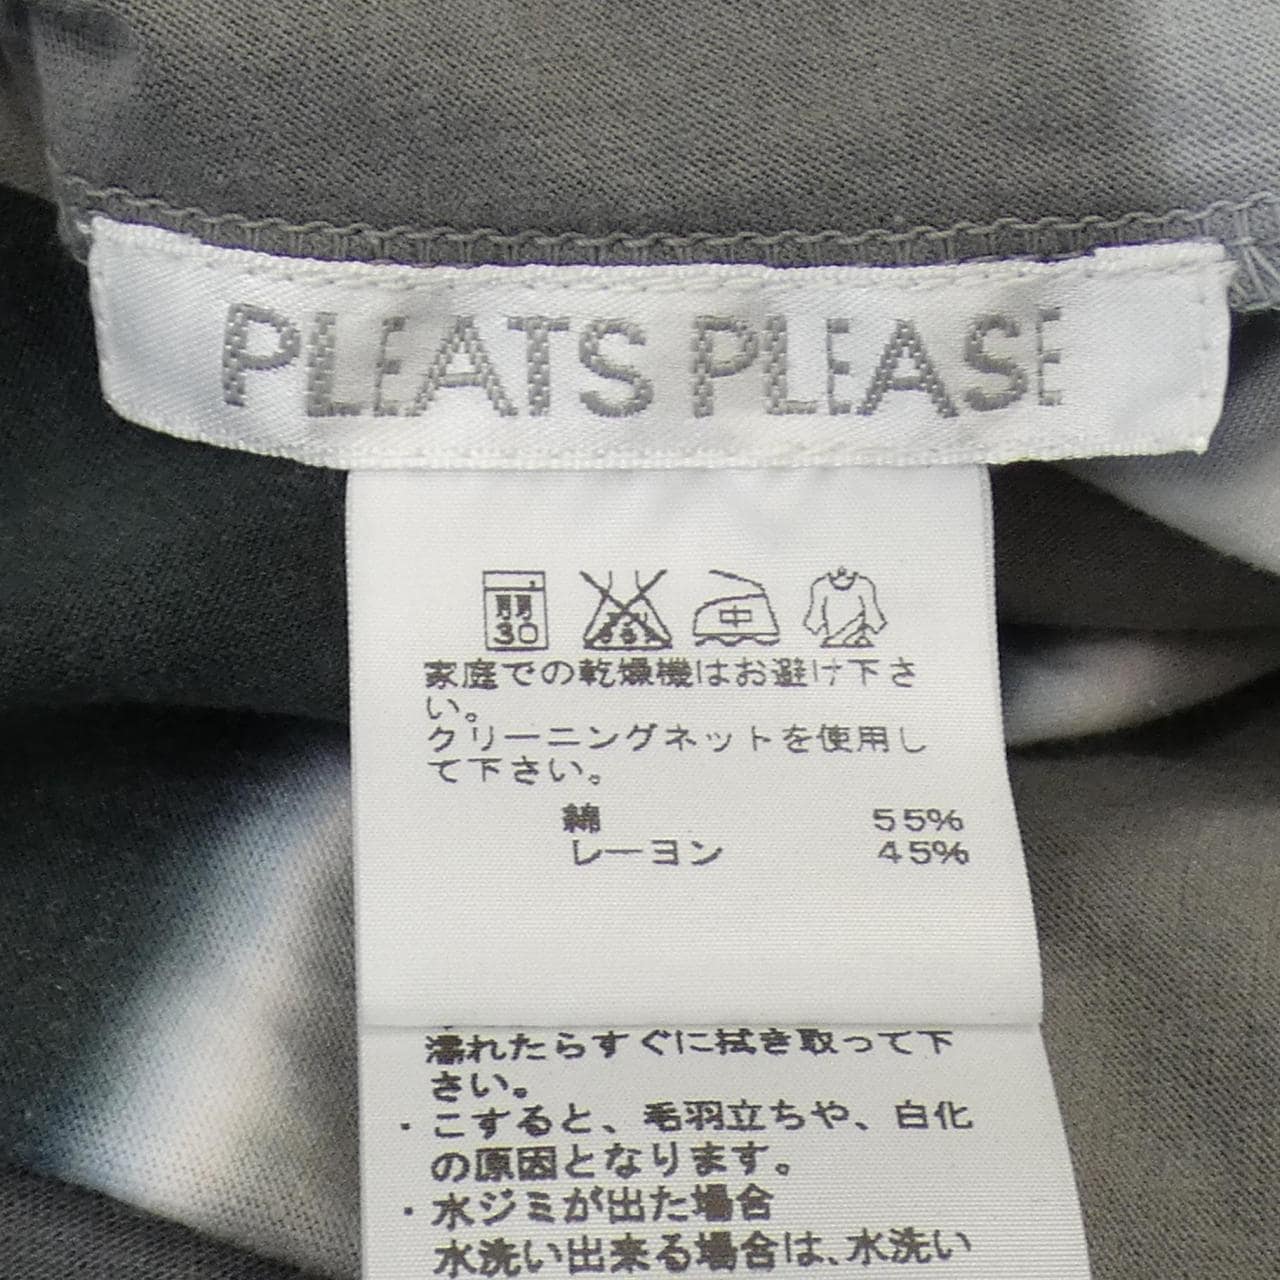 PLEATS PLEASE
弱
30
中
家庭での乾燥機はお避け下さ
い。
クリーニングネットを使用し
て下さい。
綿 55%
レーヨン 45%
濡れたらすぐに拭き取って下
さい。
・こすると、毛羽立ちや、白化
の原因となります。
・水ジミが出た場合
水洗い出来る場合は、水洗い